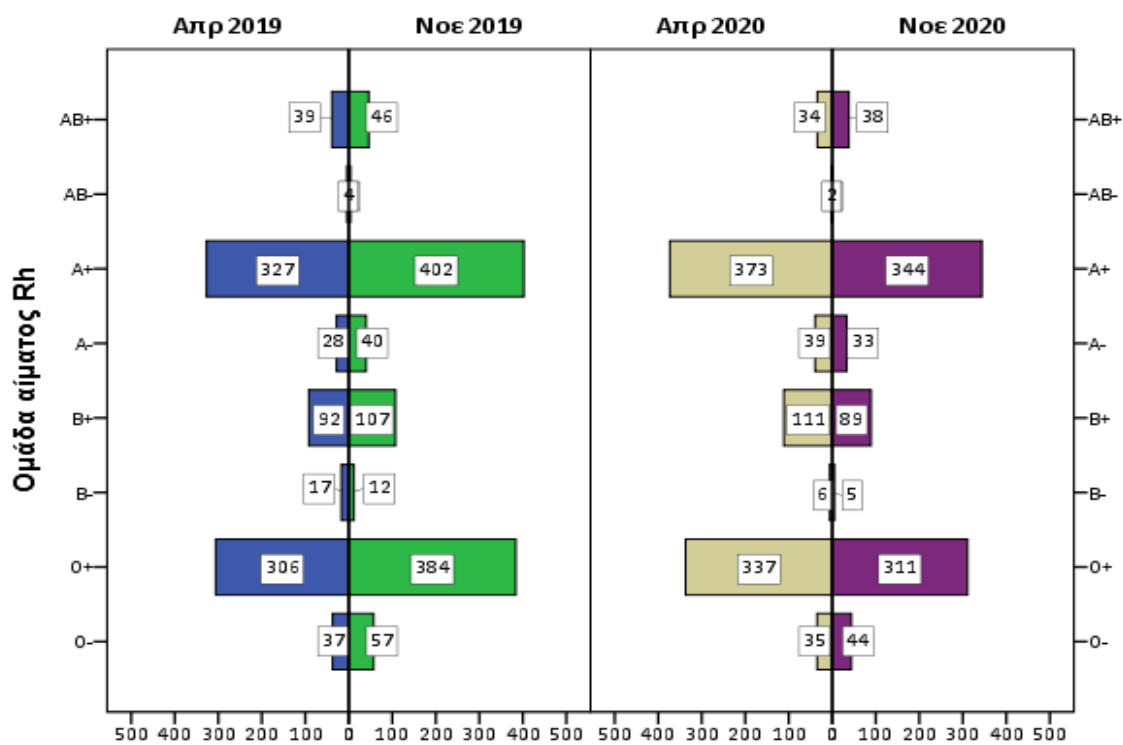 Απρ 2019 Νοε 2019 Απρ 2020 Νοε 2020
Ομάδα αίματος Rh
AB+ 39 46 34 38 AB+
AB- 4 2 AB-
A+ 327 402 373 344 A+
A- 28 40 39 33 A-
B+ 92 107 111 89 B+
B- 17 12 6 5 B-
O+ 306 384 337 311 O+
O- 37 57 35 44 O-
500 400 300 200 100 0 100 200 300 400 500 500 400 300 200 100 0 100 200 300 400 500